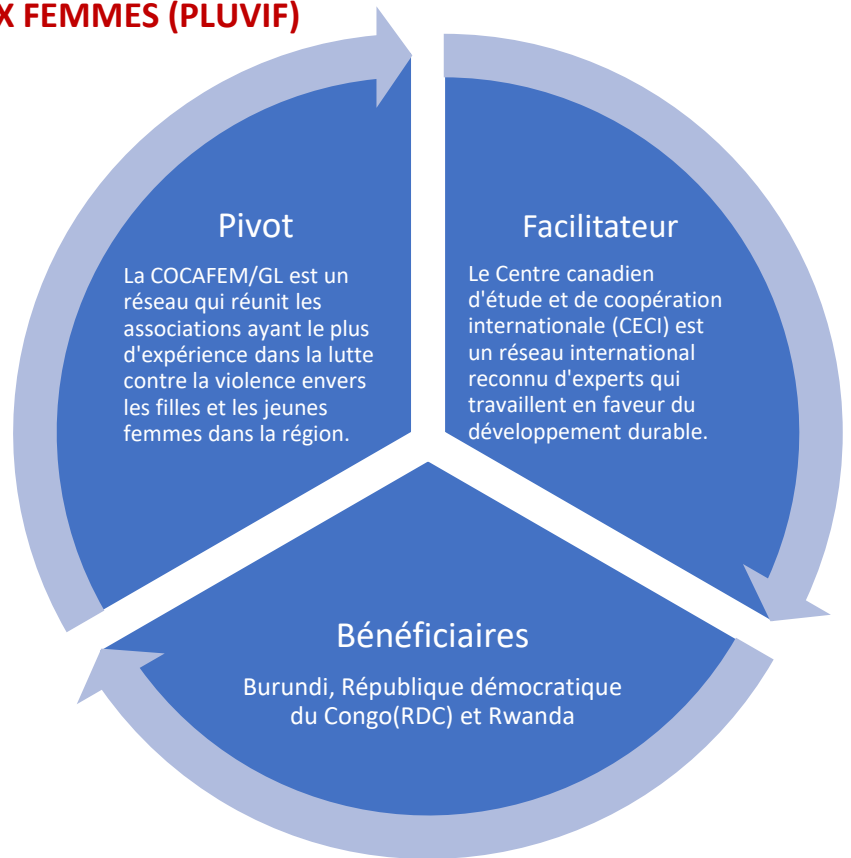 X FEMMES (PLUVIF)
Pivot
La COCAFEM/GL est un
réseau qui réunit les
associations ayant le plus
d'expérience dans la lutte
contre la violence envers
les filles et les jeunes
femmes dans la région.
Facilitateur
Le Centre canadien
d'étude et de coopération
internationale (CECI) est
un réseau international
reconnu d'experts qui
travaillent en faveur du
développement durable.
Bénéficiaires
Burundi, République démocratique
du Congo(RDC) et Rwanda